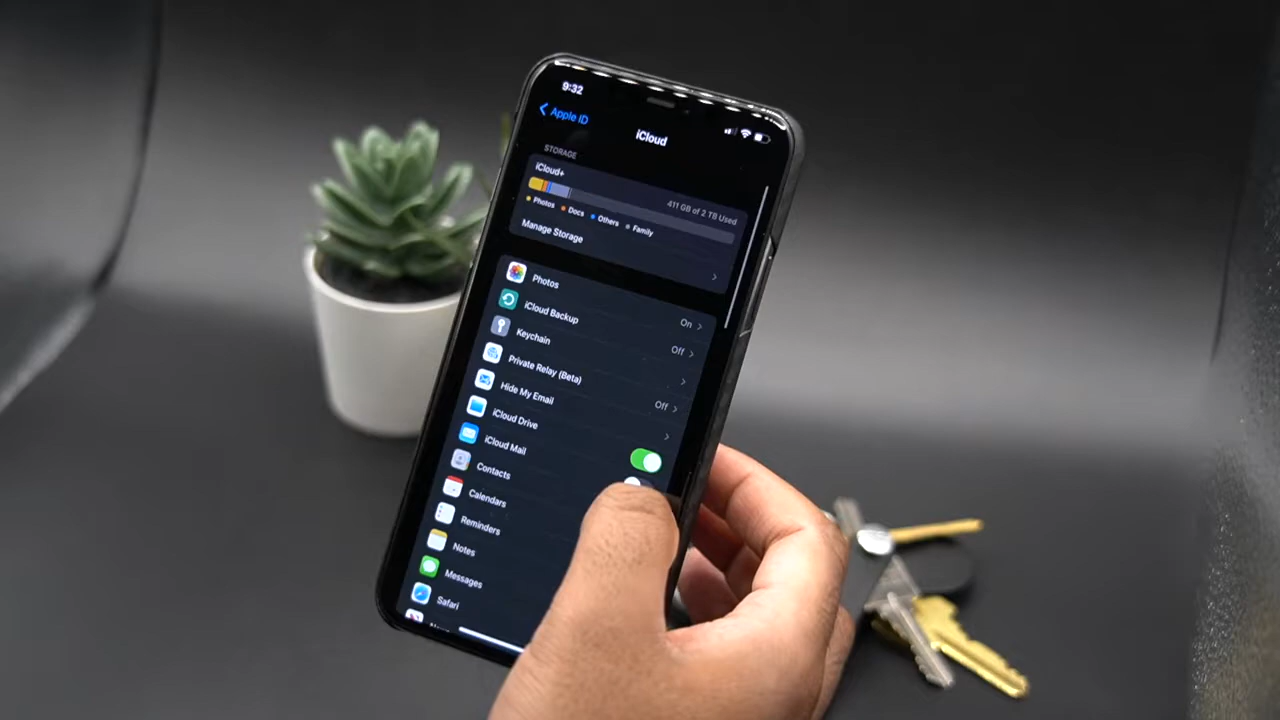 9:32
Apple ID
iCloud
STORAGE
iCloud+
411 GB of 2 TB Used
Photos Docs Others Family
Manage Storage
Photos
iCloud Backup On
Keychain Off
Private Relay (Beta)
Hide My Email Off
iCloud Drive
iCloud Mail
Contacts
Calendars
Reminders
Notes
Messages
Safari